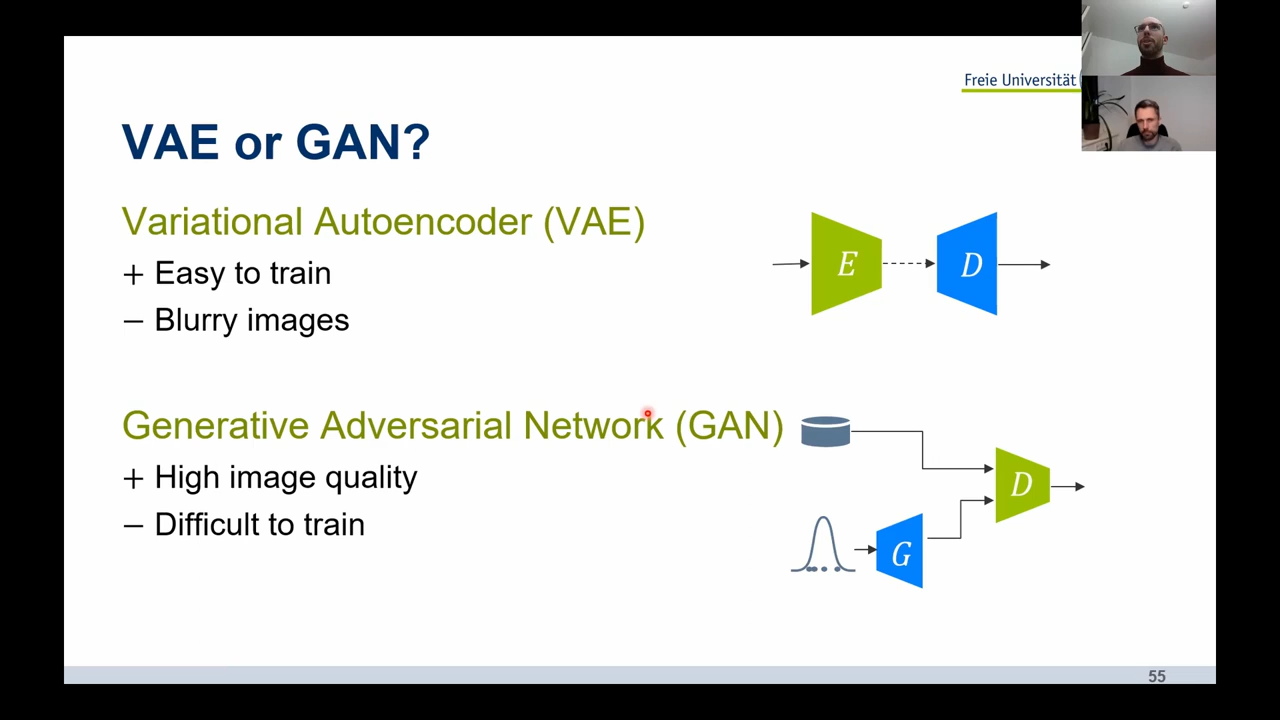 Freie Universität
VAE or GAN?
Variational Autoencoder (VAE)
+ Easy to train
− Blurry images
E
D
Generative Adversarial Network (GAN)
+ High image quality
− Difficult to train
D
G
55